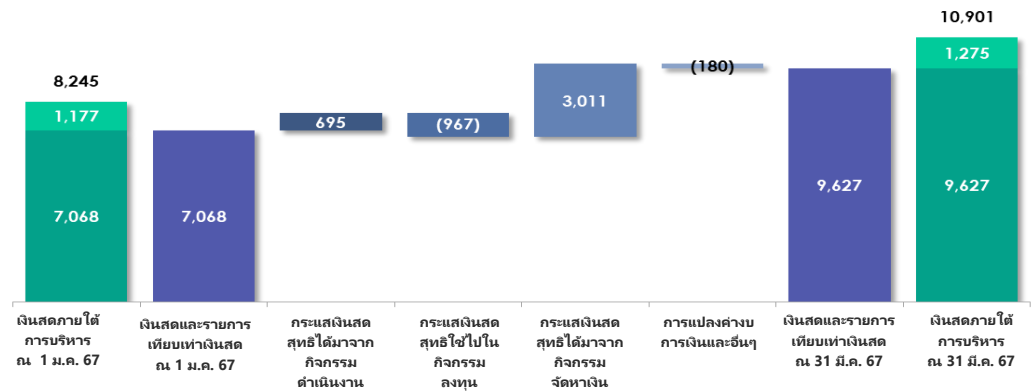 10,901
1,275
8,245
(180)
1,177
695
(967)
3,011
9,627
9,627
7,068
7,068
เงินสดภายใต้
การบริหาร
ณ 1 ม.ค. 67
เงินสดและรายการ
เทียบเท่าเงินสด
ณ 1 ม.ค. 67
กระแสเงินสด
สุทธิได้มาจาก
กิจกรรม
ดำเนินงาน
กระแสเงินสด
สุทธิใช้ไปใน
กิจกรรม
ลงทุน
กระแสเงินสด
สุทธิได้มาจาก
กิจกรรม
จัดหาเงิน
การแปลงค่างบ
การเงินและอื่นๆ
เงินสดและรายการ
เทียบเท่าเงินสด
ณ 31 มี.ค. 67
เงินสดภายใต้
การบริหาร
ณ 31 มี.ค. 67